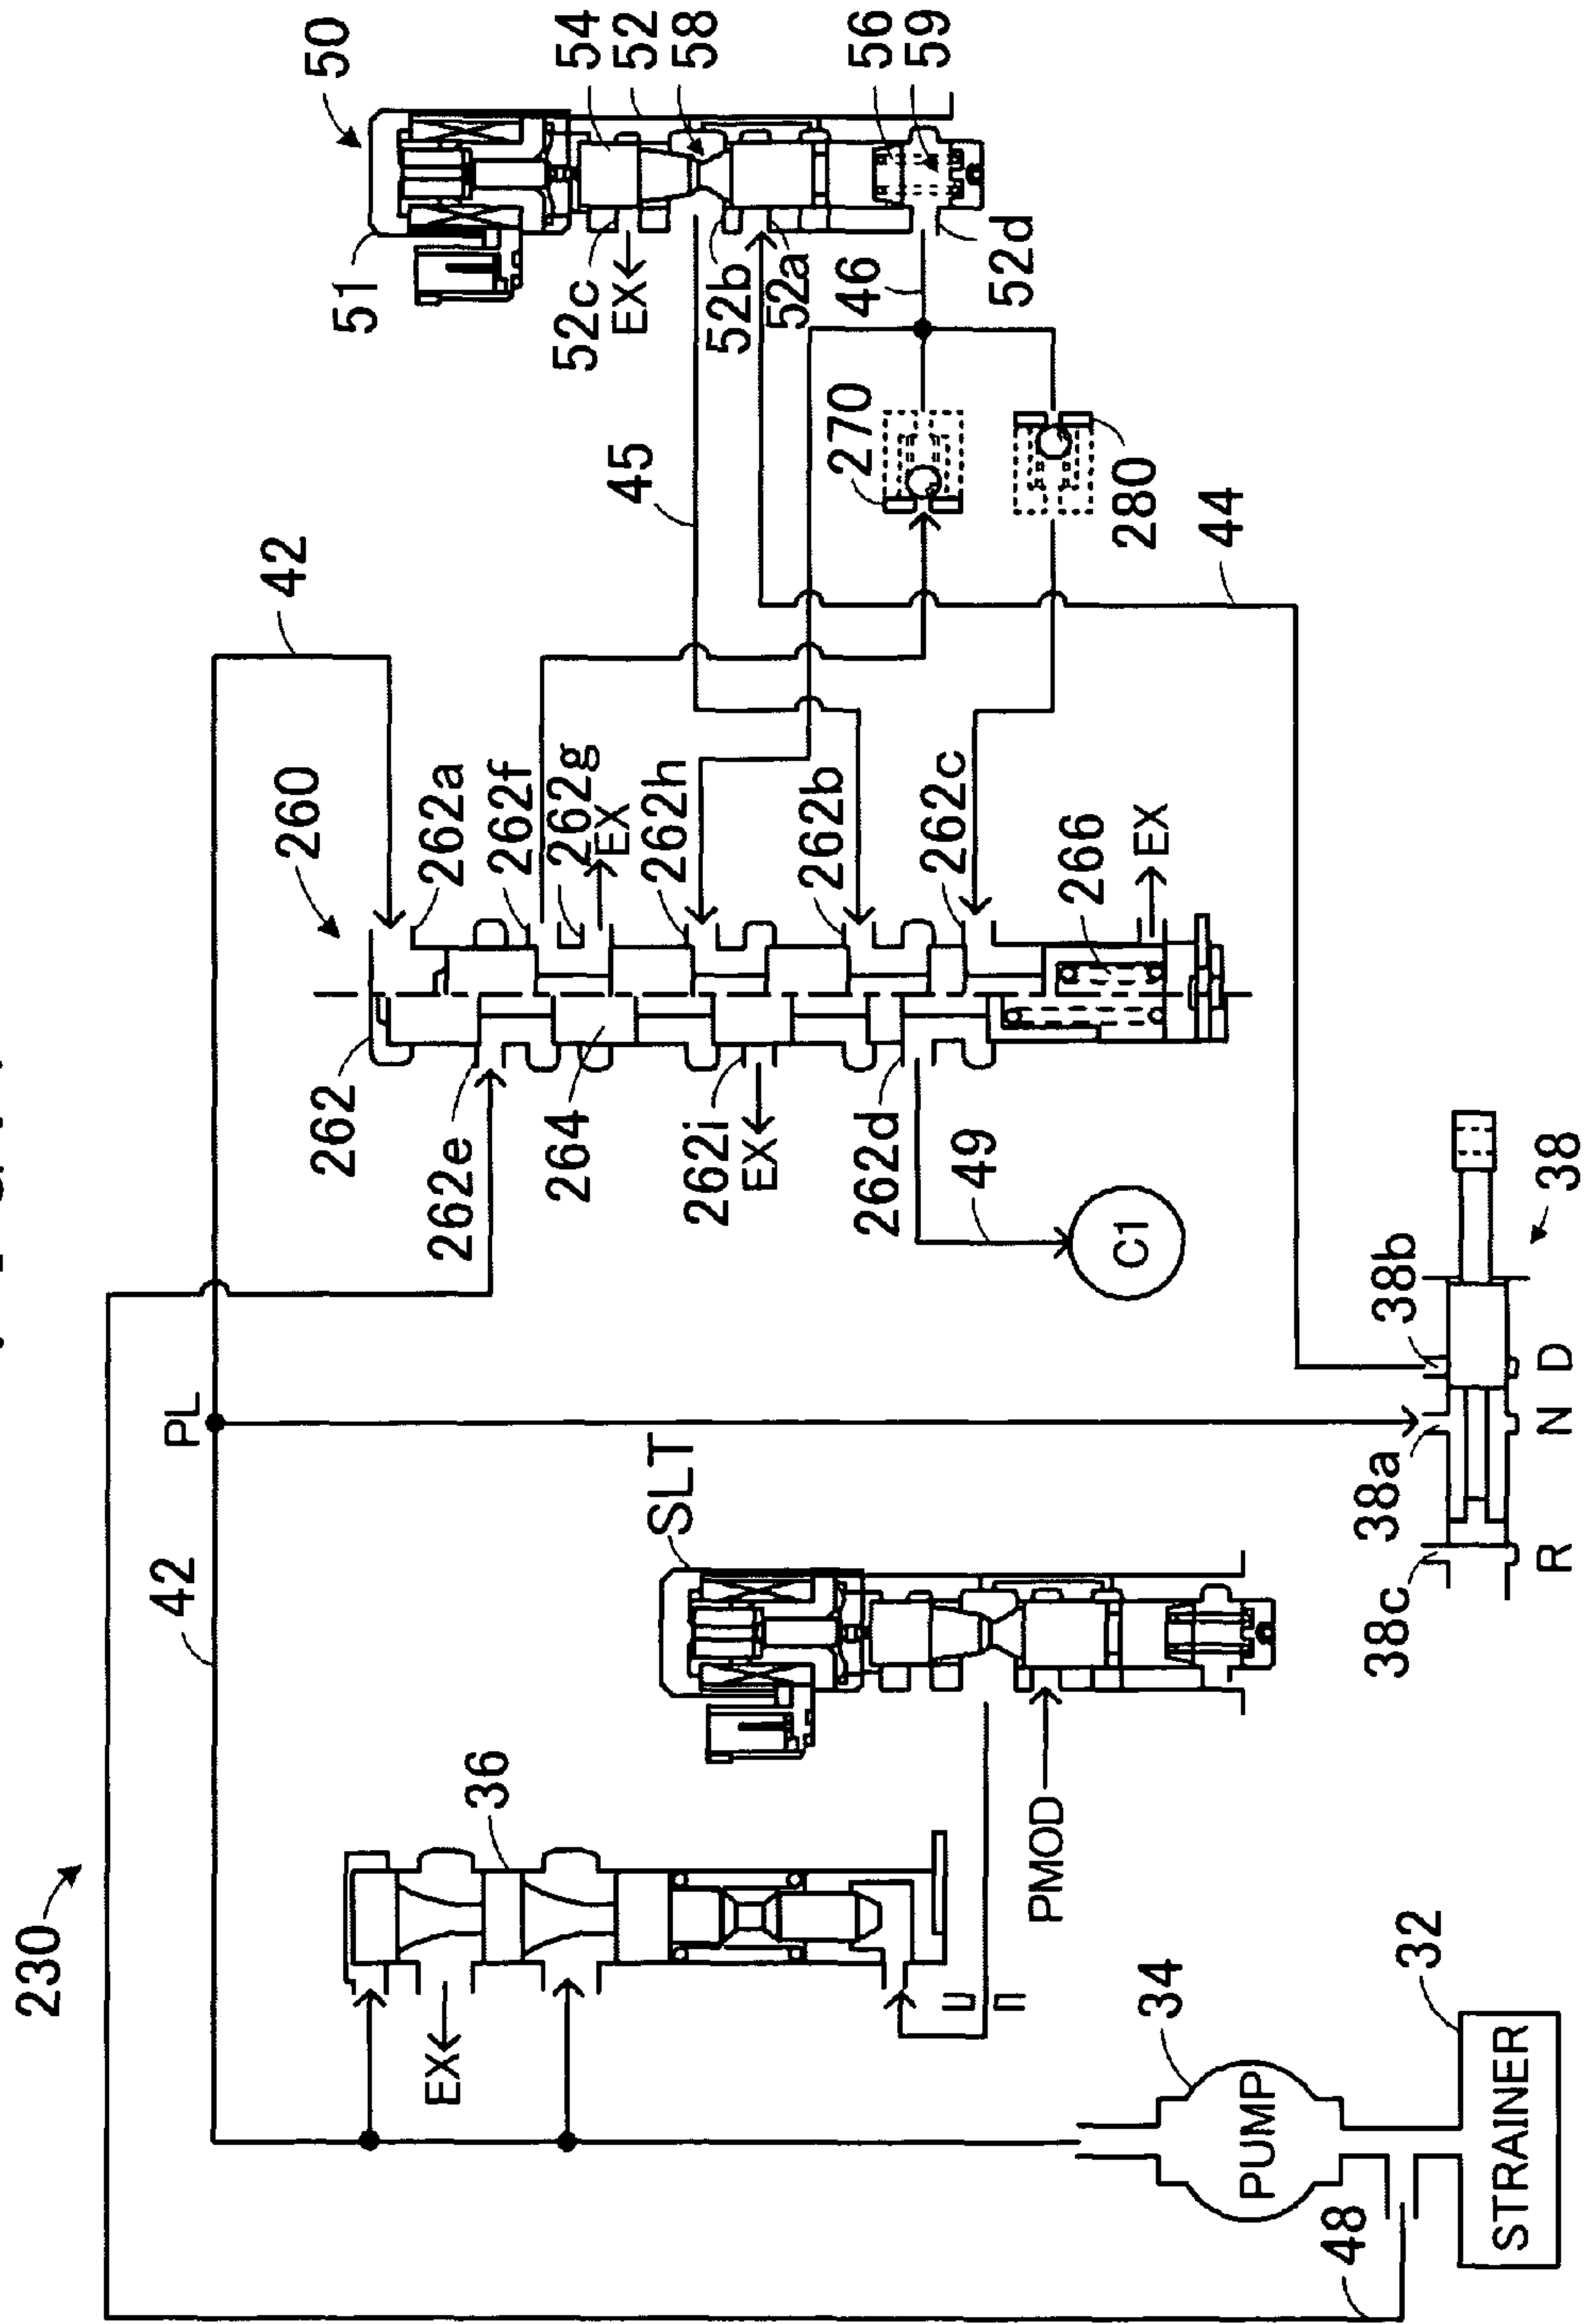 230
42
PL
42
260
262a
262f
262g
EX
262h
262b
262c
266
EX
262
262e
264
262i
EX
262d
49
C1
45
270
280
44
46
50
51
54
52
58
56
59
52c
EX
52b
52a
52d
36
EX
SLT
PMOD
34
PUMP
32
STRAINER
48
38c
38a
38b
38
R
N
D